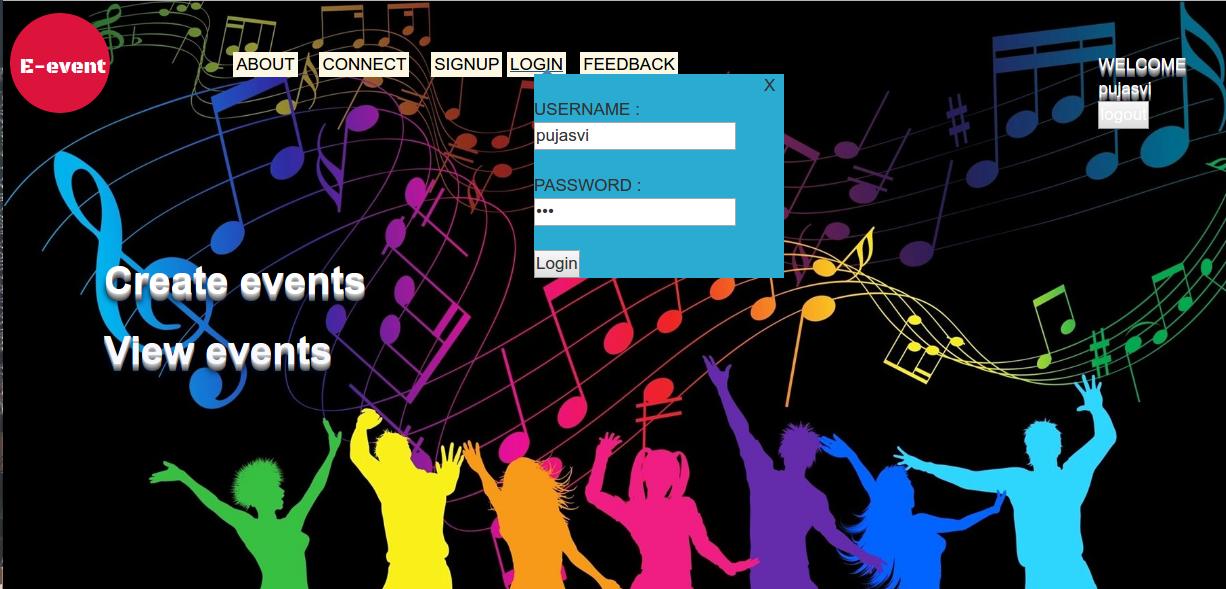 E-event
ABOUT CONNECT SIGNUP LOGIN FEEDBACK
X
USERNAME :
pujasvi
PASSWORD :
•••
Login
WELCOME
pujasvi
logout
Create events
View events